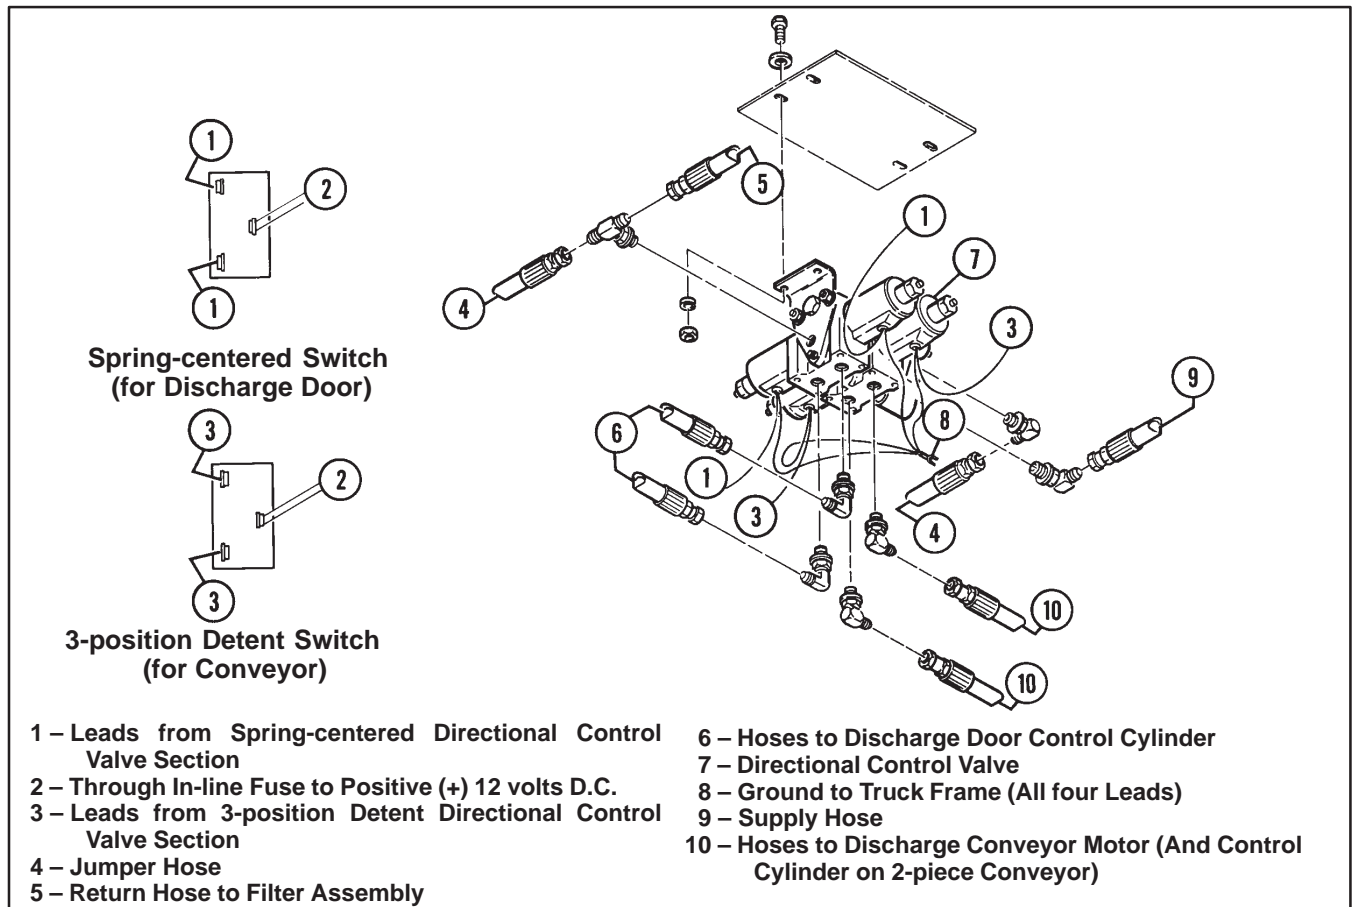 1
2
1
Spring-centered Switch
(for Discharge Door)
3
2
3
3-position Detent Switch
(for Conveyor)
5
1
7
4
3
9
6
8
1
3
4
10
10
1 – Leads from Spring-centered Directional Control
Valve Section
2 – Through In-line Fuse to Positive (+) 12 volts D.C.
3 – Leads from 3-position Detent Directional Control
Valve Section
4 – Jumper Hose
5 – Return Hose to Filter Assembly
6 – Hoses to Discharge Door Control Cylinder
7 – Directional Control Valve
8 – Ground to Truck Frame (All four Leads)
9 – Supply Hose
10 – Hoses to Discharge Conveyor Motor (And Control
Cylinder on 2-piece Conveyor)